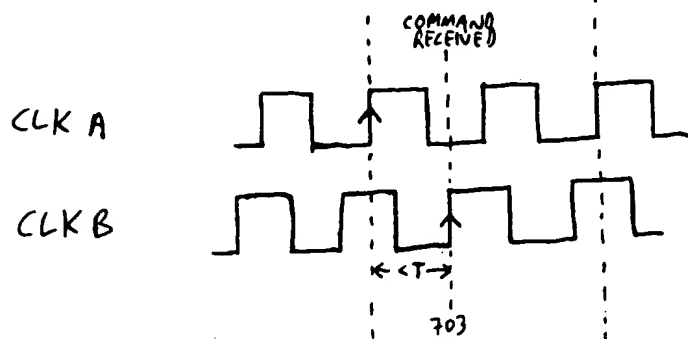 COMMAND
RECEIVED
CLK A
CLK B
<T
703